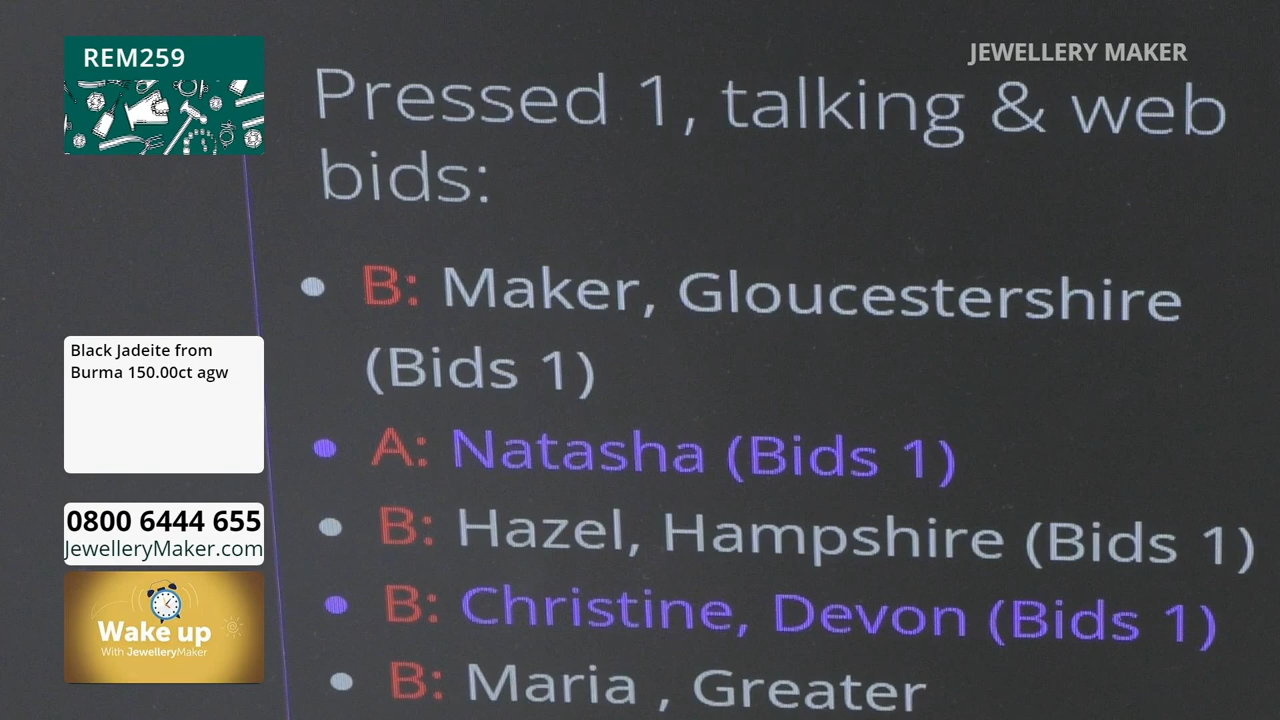 REM259
JEWELLERY MAKER
Pressed 1, talking & web
bids:
• B: Maker, Gloucestershire
(Bids 1)
• A: Natasha (Bids 1)
• B: Hazel, Hampshire (Bids 1)
• B: Christine, Devon (Bids 1)
• B: Maria , Greater
Black Jadeite from
Burma 150.00ct agw
0800 6444 655
JewelleryMaker.com
Wake up
With JewelleryMaker